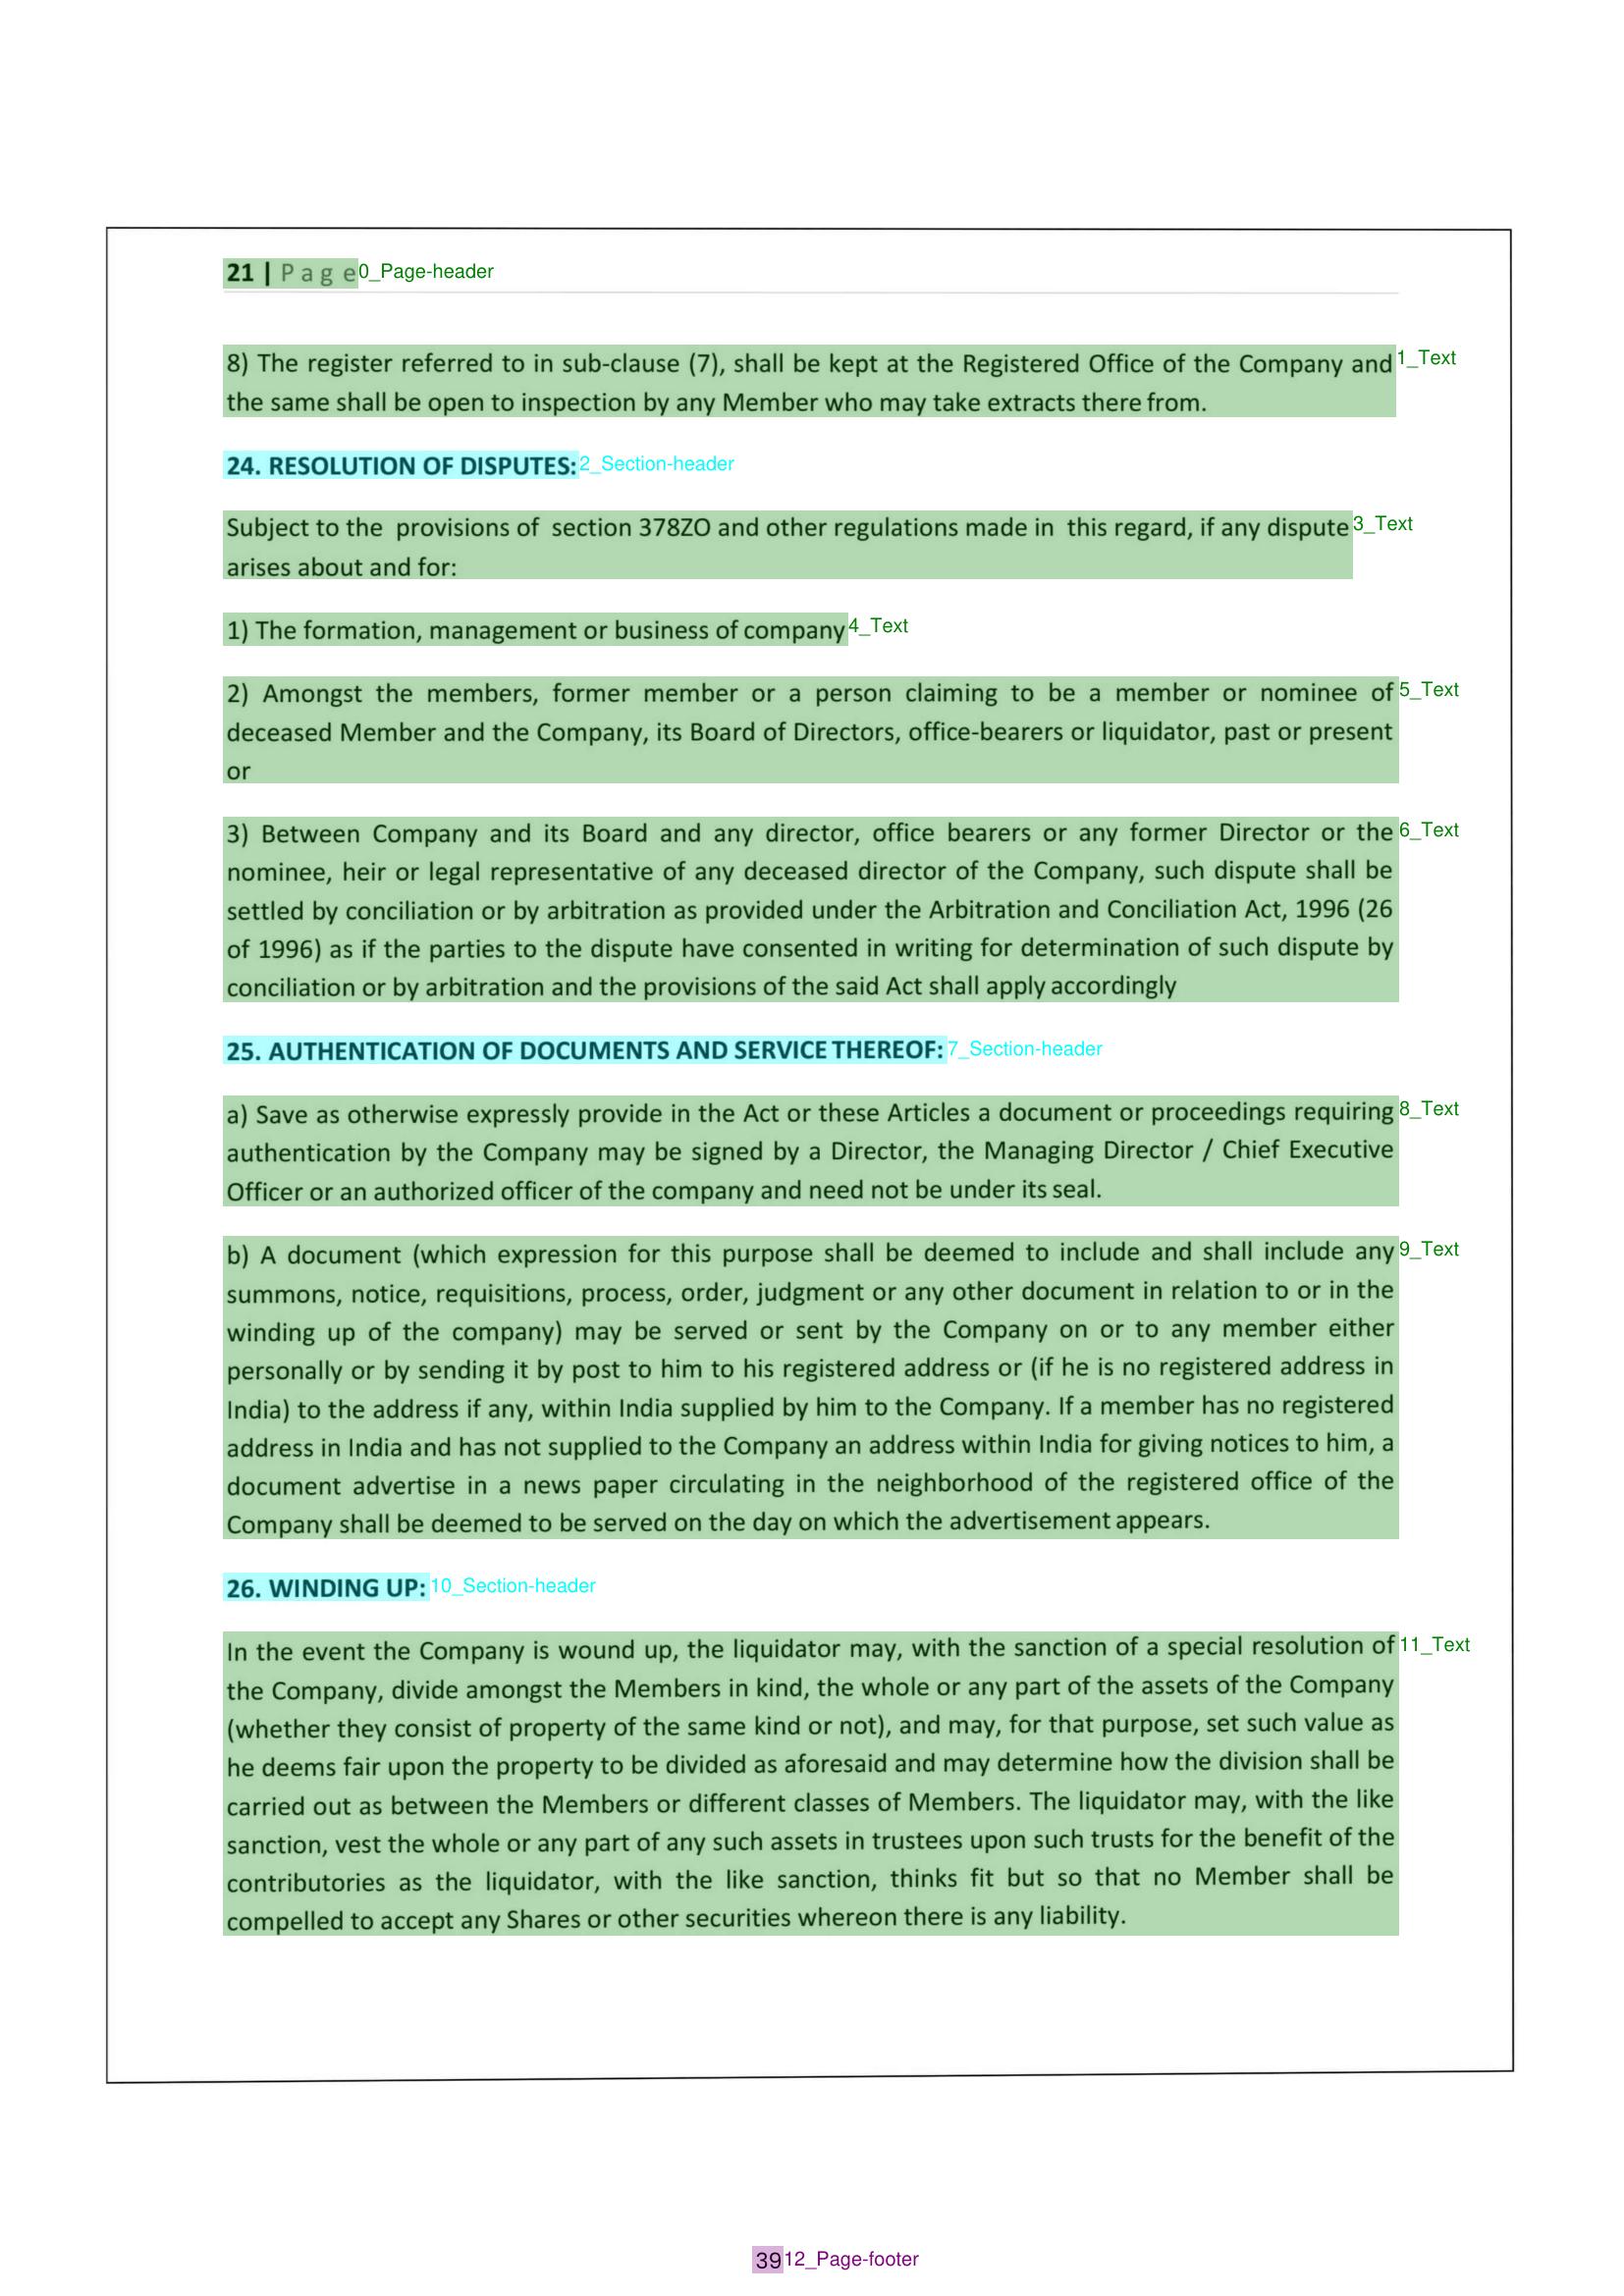 21 | P a g e 0_Page-header
8) The register referred to in sub-clause (7), shall be kept at the Registered Office of the Company and 1_Text
the same shall be open to inspection by any Member who may take extracts there from.
24. RESOLUTION OF DISPUTES: 2_Section-header
Subject to the provisions of section 378ZO and other regulations made in this regard, if any dispute 3_Text
arises about and for:
1) The formation, management or business of company 4_Text
2) Amongst the members, former member or a person claiming to be a member or nominee of 5_Text
deceased Member and the Company, its Board of Directors, office-bearers or liquidator, past or present
or
3) Between Company and its Board and any director, office bearers or any former Director or the 6_Text
nominee, heir or legal representative of any deceased director of the Company, such dispute shall be
settled by conciliation or by arbitration as provided under the Arbitration and Conciliation Act, 1996 (26
of 1996) as if the parties to the dispute have consented in writing for determination of such dispute by
conciliation or by arbitration and the provisions of the said Act shall apply accordingly
25. AUTHENTICATION OF DOCUMENTS AND SERVICE THEREOF: 7_Section-header
a) Save as otherwise expressly provide in the Act or these Articles a document or proceedings requiring 8_Text
authentication by the Company may be signed by a Director, the Managing Director / Chief Executive
Officer or an authorized officer of the company and need not be under its seal.
b) A document (which expression for this purpose shall be deemed to include and shall include any 9_Text
summons, notice, requisitions, process, order, judgment or any other document in relation to or in the
winding up of the company) may be served or sent by the Company on or to any member either
personally or by sending it by post to him to his registered address or (if he is no registered address in
India) to the address if any, within India supplied by him to the Company. If a member has no registered
address in India and has not supplied to the Company an address within India for giving notices to him, a
document advertise in a news paper circulating in the neighborhood of the registered office of the
Company shall be deemed to be served on the day on which the advertisement appears.
26. WINDING UP: 10_Section-header
In the event the Company is wound up, the liquidator may, with the sanction of a special resolution of 11_Text
the Company, divide amongst the Members in kind, the whole or any part of the assets of the Company
(whether they consist of property of the same kind or not), and may, for that purpose, set such value as
he deems fair upon the property to be divided as aforesaid and may determine how the division shall be
carried out as between the Members or different classes of Members. The liquidator may, with the like
sanction, vest the whole or any part of any such assets in trustees upon such trusts for the benefit of the
contributories as the liquidator, with the like sanction, thinks fit but so that no Member shall be
compelled to accept any Shares or other securities whereon there is any liability.
39 12_Page-footer